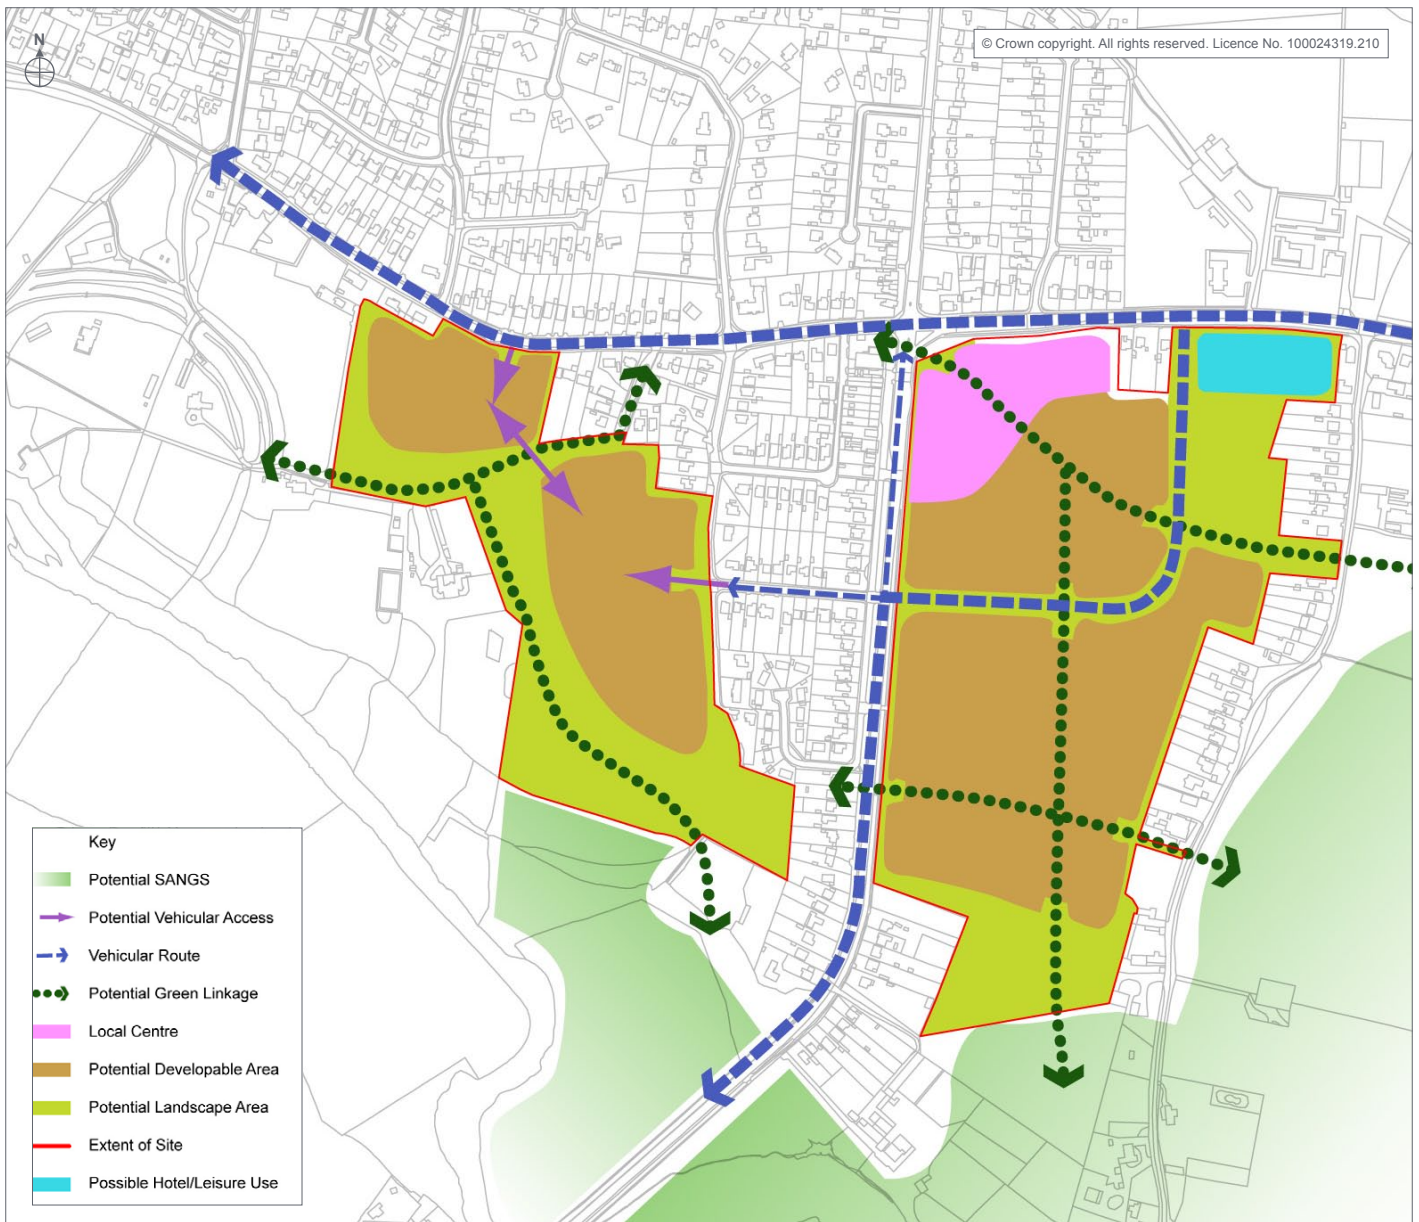 N
© Crown copyright. All rights reserved. Licence No. 100024319.210
Key
Potential SANGS
Potential Vehicular Access
Vehicular Route
Potential Green Linkage
Local Centre
Potential Developable Area
Potential Landscape Area
Extent of Site
Possible Hotel/Leisure Use